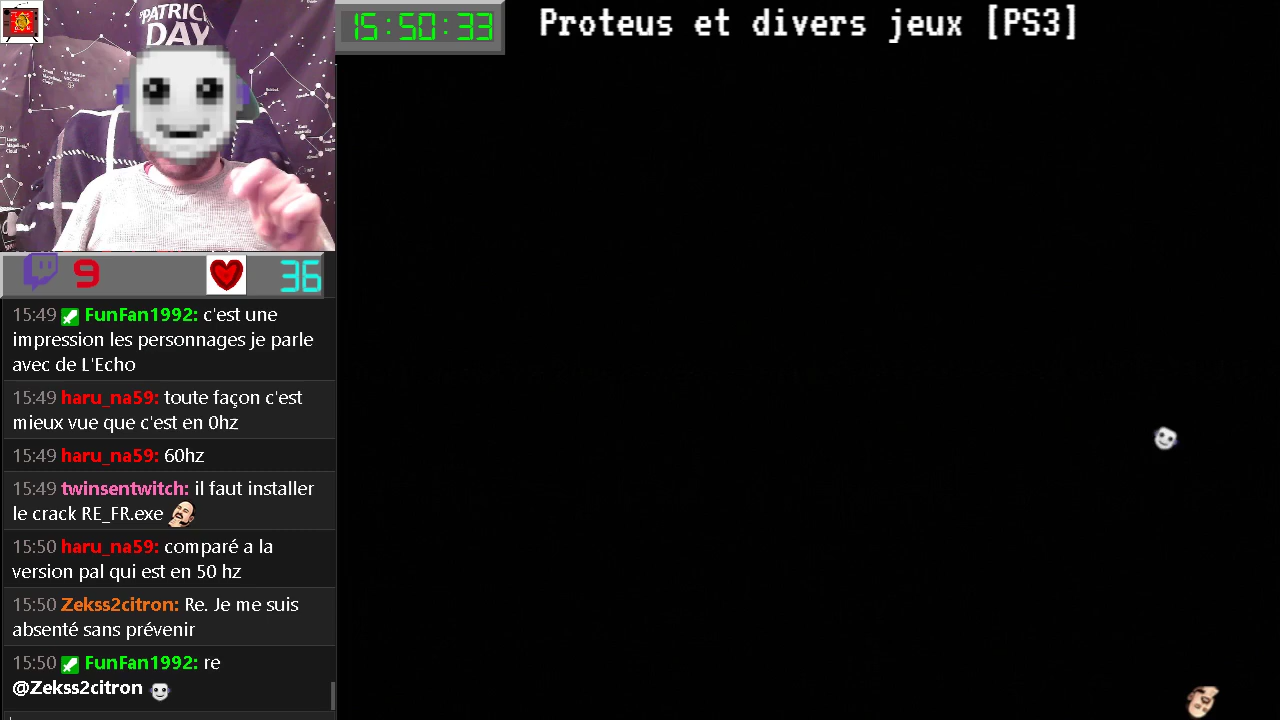 PATRICK
DAY
15:50:33
Proteus et divers jeux [PS3]
9
36
15:49 FunFan1992: c'est une
impression les personnages je parle
avec de L'Echo
15:49 haru_na59: toute façon c'est
mieux vue que c'est en 0hz
15:49 haru_na59: 60hz
15:49 twinsentwitch: il faut installer
le crack RE_FR.exe
15:50 haru_na59: comparé a la
version pal qui est en 50 hz
15:50 Zekss2citron: Re. Je me suis
absenté sans prévenir
15:50 FunFan1992: re
@Zekss2citron